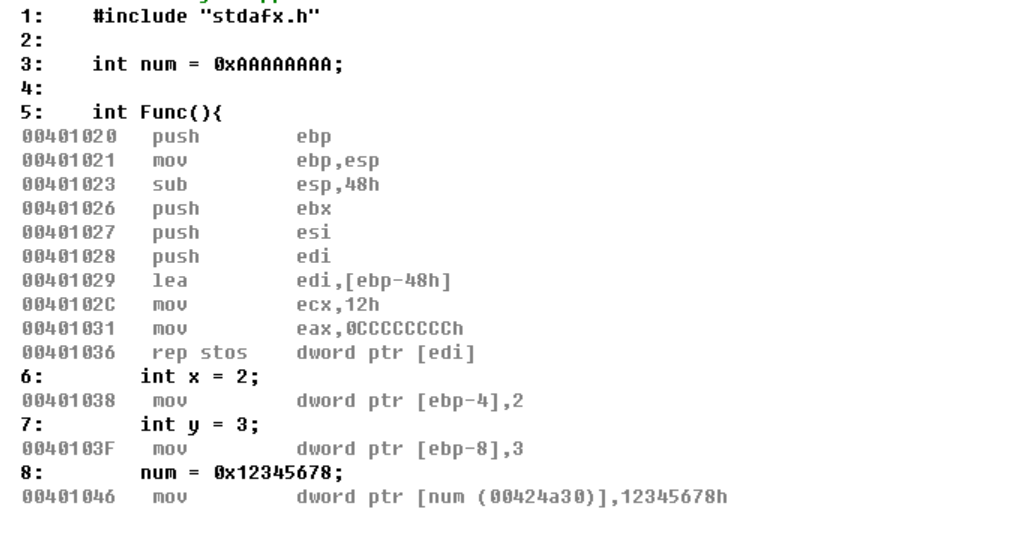 1: #include "stdafx.h"
2:
3: int num = 0xAAAAAAAA;
4:
5: int Func(){
00401020 push ebp
00401021 mov ebp,esp
00401023 sub esp,48h
00401026 push ebx
00401027 push esi
00401028 push edi
00401029 lea edi,[ebp-48h]
0040102C mov ecx,12h
00401031 mov eax,0CCCCCCCCh
00401036 rep stos dword ptr [edi]
6: int x = 2;
00401038 mov dword ptr [ebp-4],2
7: int y = 3;
0040103F mov dword ptr [ebp-8],3
8: num = 0x12345678;
00401046 mov dword ptr [num (00424a30)],12345678h